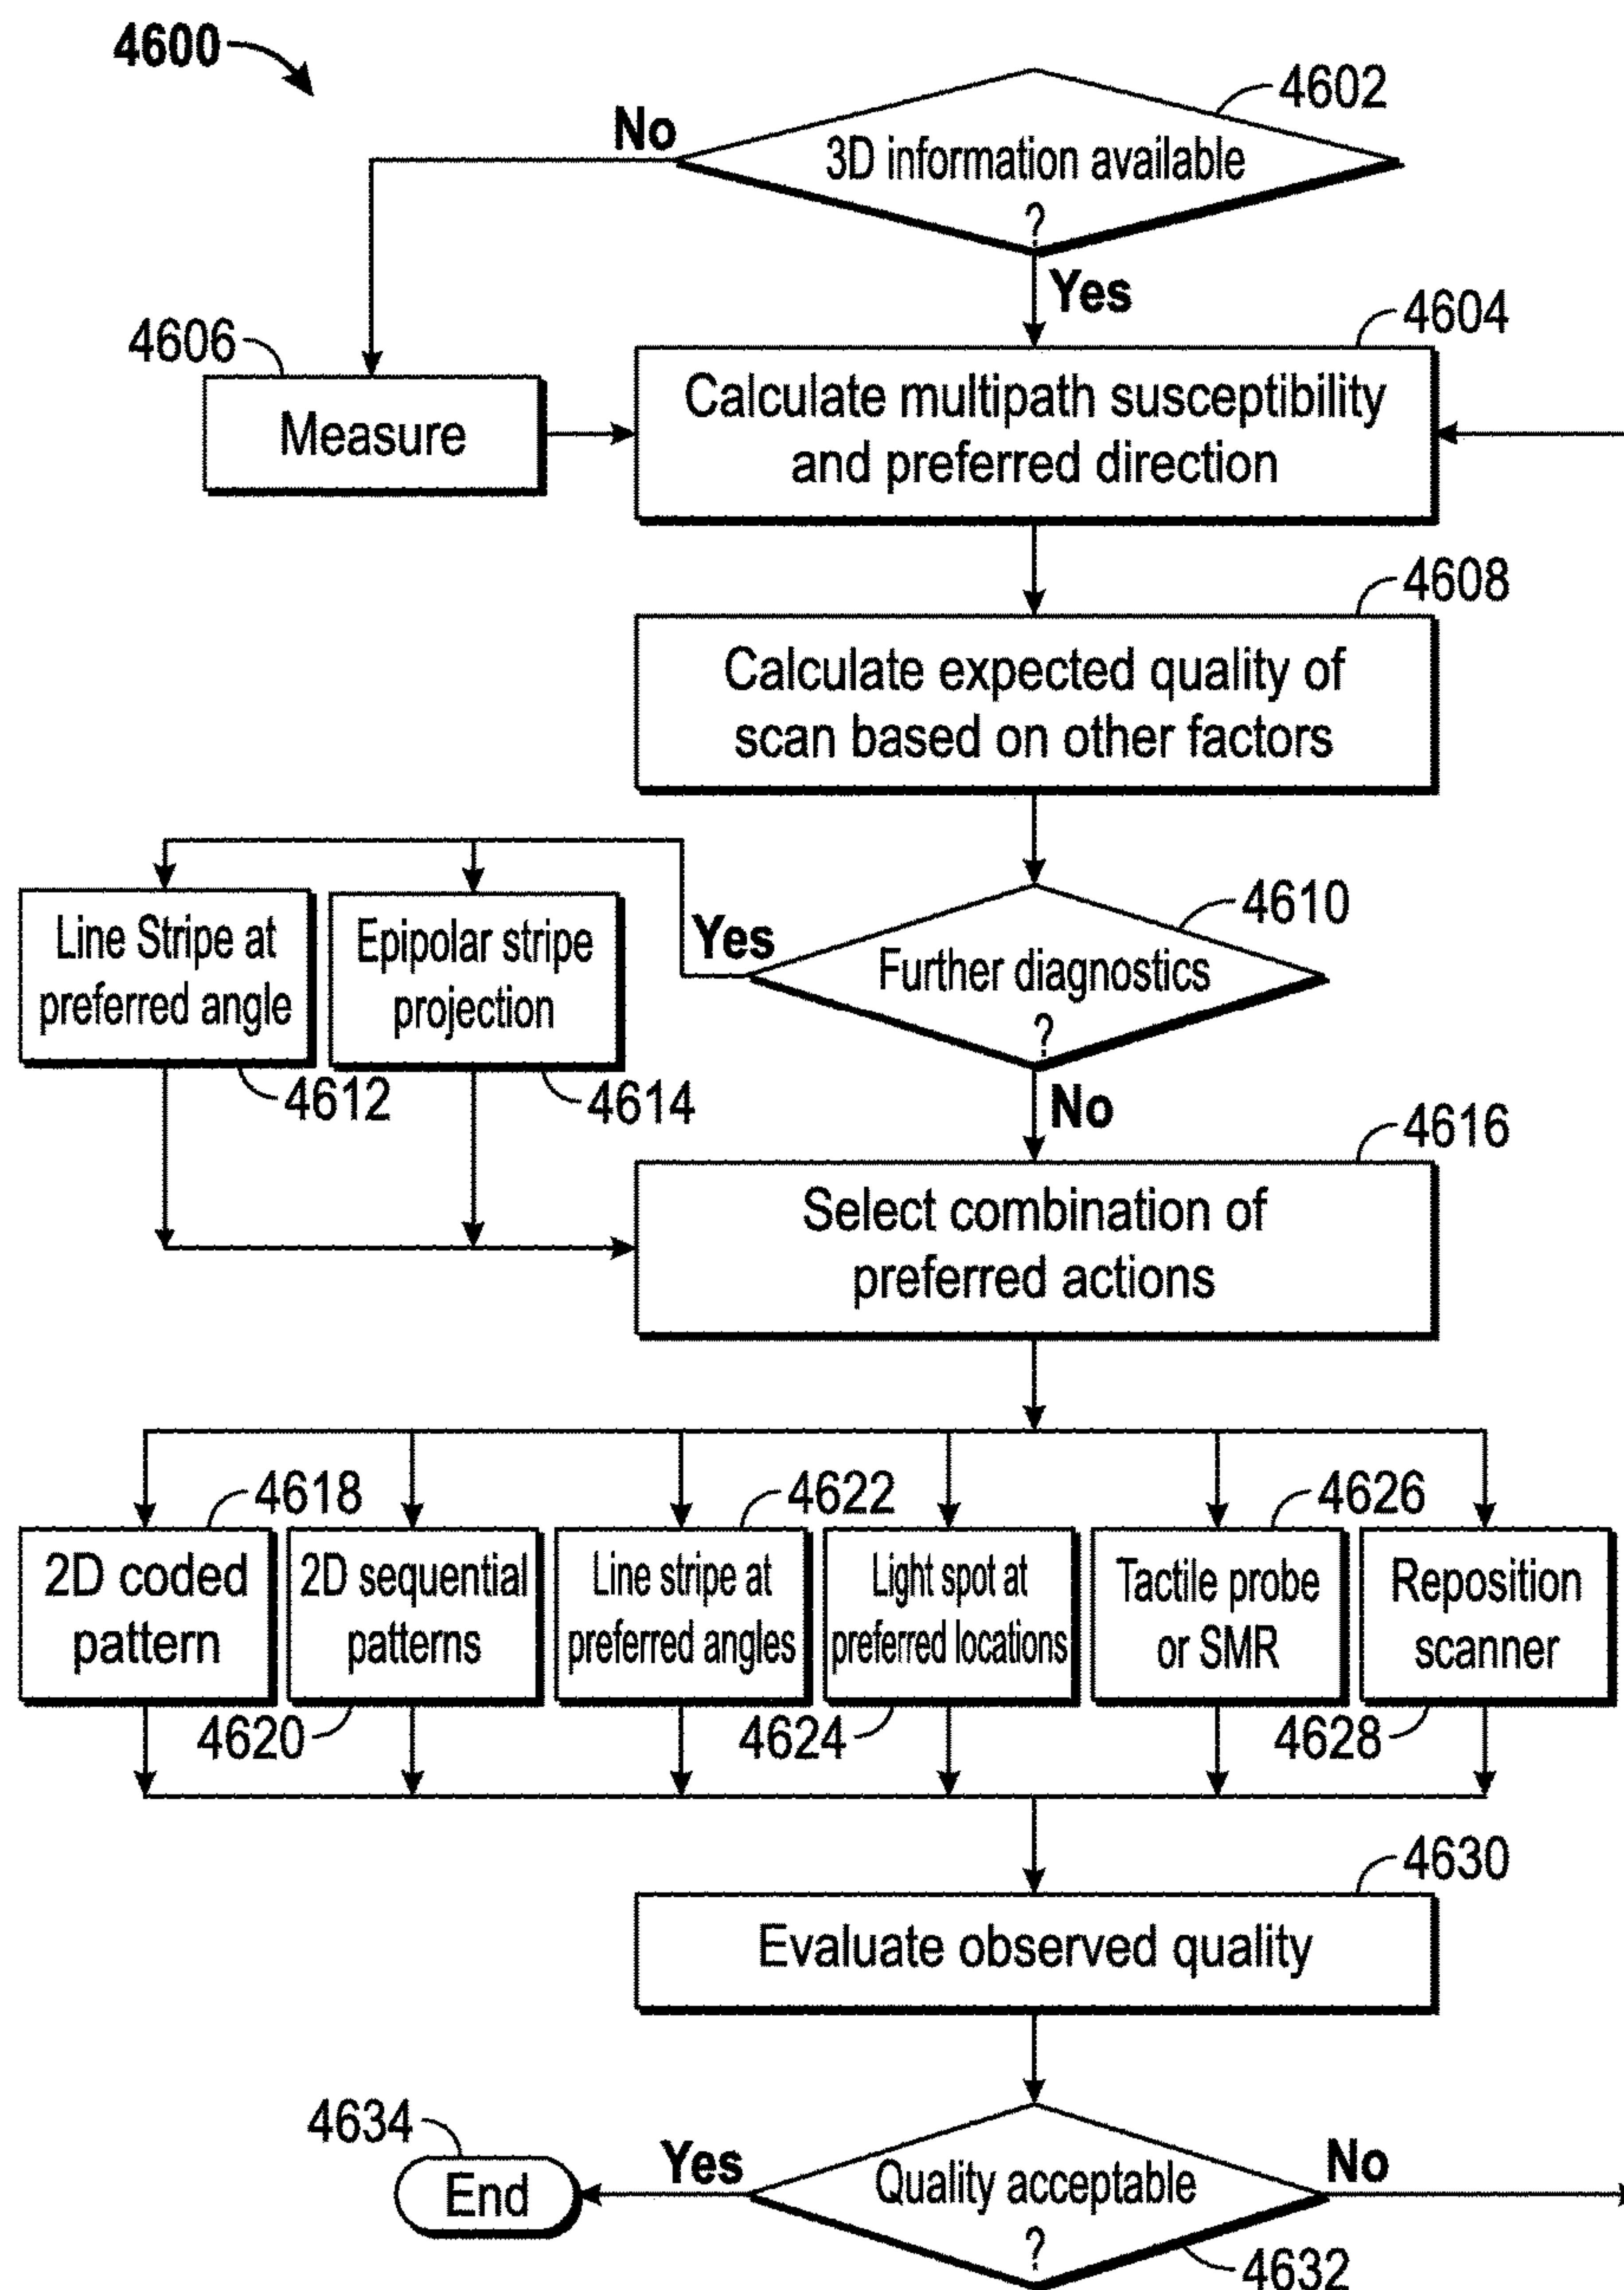 4600
4602
No
3D information available
?
Yes
4604
4606
Measure
Calculate multipath susceptibility
and preferred direction
4608
Calculate expected quality of
scan based on other factors
4610
Yes
Further diagnostics
?
Line Stripe at
preferred angle
Epipolar stripe
projection
4612
4614
No
4616
Select combination of
preferred actions
4618
4622
4626
2D coded
pattern
2D sequential
patterns
Line stripe at
preferred angles
Light spot at
preferred locations
Tactile probe
or SMR
Reposition
scanner
4620
4624
4628
4630
Evaluate observed quality
4634
End
Yes
Quality acceptable
?
No
4632